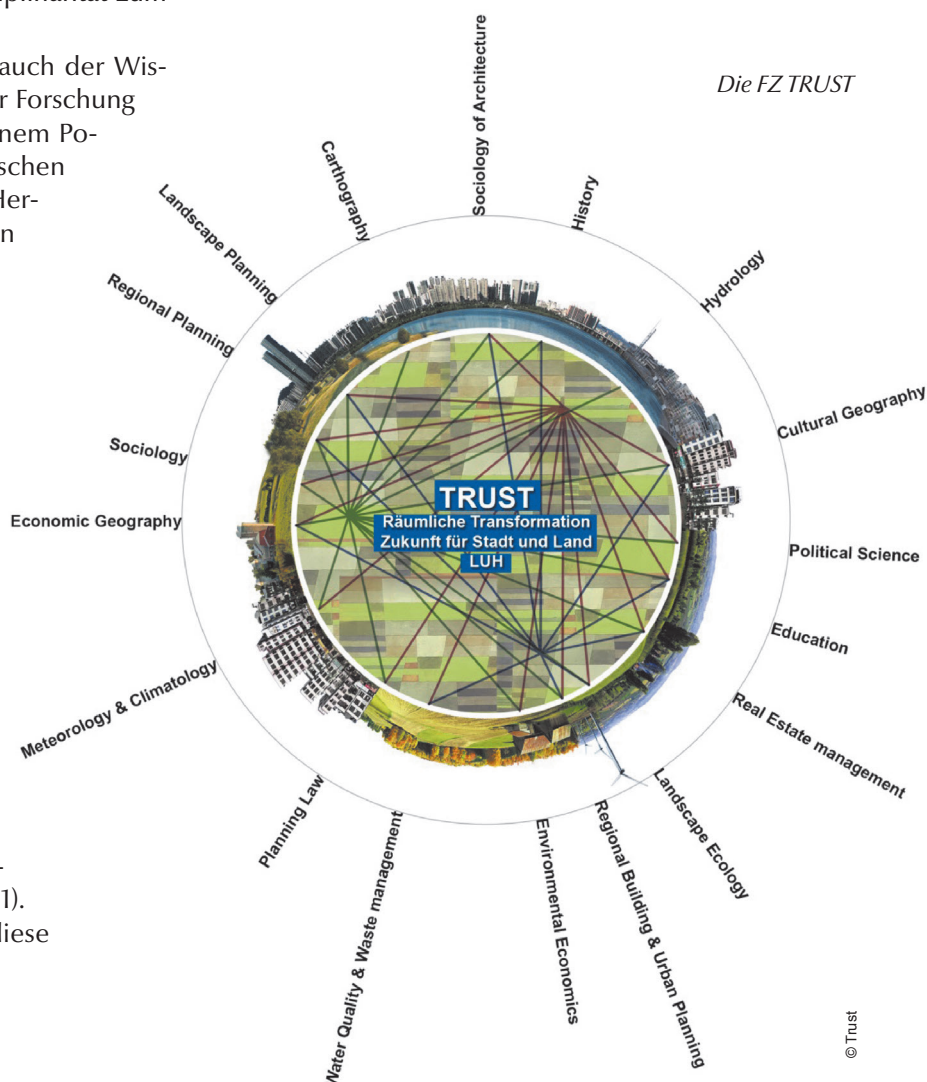 auch der Wis-
r Forschung
nem Po-
schen
Her-
n
Die FZ TRUST
Sociology of Architecture
History
Hydrology
Cultural Geography
Political Science
Education
Real Estate management
Landscape Ecology
Regional Building & Urban Planning
Environmental Economics
Water Quality & Waste management
Planning Law
Meteorology & Climatology
Economic Geography
Sociology
Regional Planning
Landscape Planning
Carthography
TRUST
Räumliche Transformation
Zukunft für Stadt und Land
LUH
-
1).
diese
© Trust